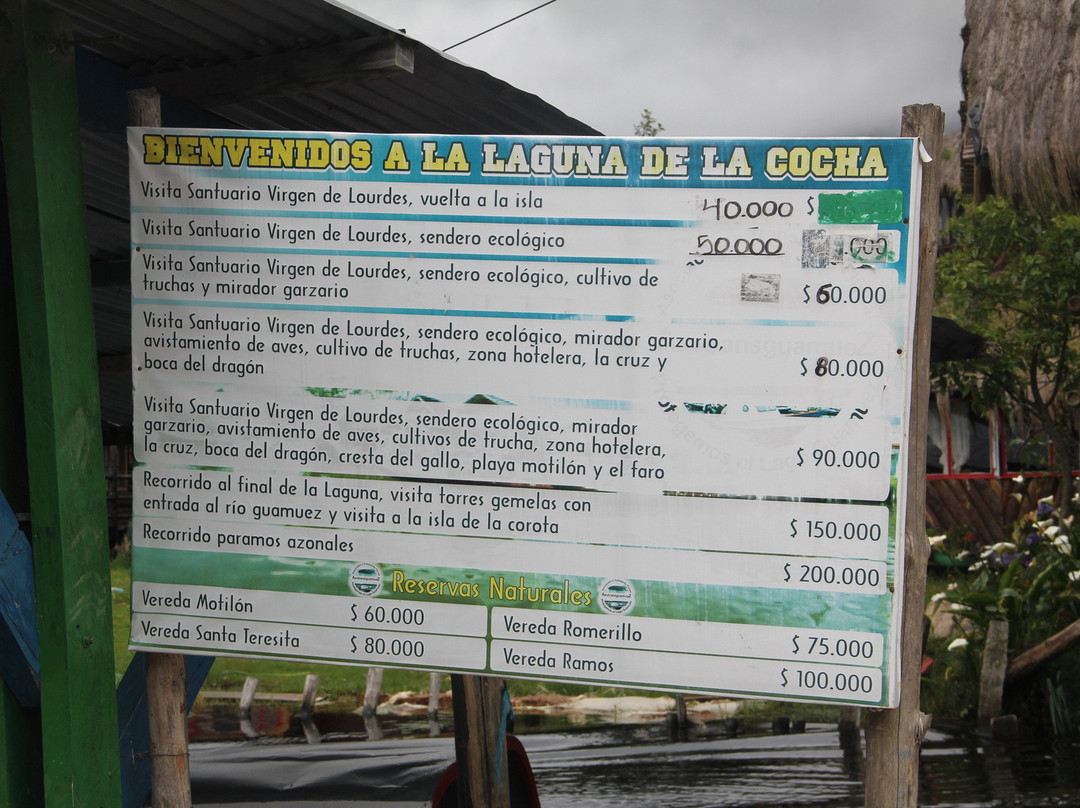 BIENVENIDOS A LA LAGUNA DE LA COCHA
Visita Santuario Virgen de Lourdes, vuelta a la isla 40.000 $
Visita Santuario Virgen de Lourdes, sendero ecológico 50.000 .000
Visita Santuario Virgen de Lourdes, sendero ecológico, cultivo de
truchas y mirador garzario $ 60.000
Visita Santuario Virgen de Lourdes, sendero ecológico, mirador garzario,
avistamiento de aves, cultivo de truchas, zona hotelera, la cruz y
boca del dragón $ 80.000
Visita Santuario Virgen de Lourdes, sendero ecológico, mirador
garzario, avistamiento de aves, cultivos de trucha, zona hotelera,
la cruz, boca del dragón, cresta del gallo, playa motilón y el faro $ 90.000
Recorrido al final de la Laguna, visita torres gemelas con
entrada al río guamuez y visita a la isla de la corota $ 150.000
Recorrido paramos azonales $ 200.000
Reservas Naturales
Vereda Motilón $ 60.000
Vereda Santa Teresita $ 80.000
Vereda Romerillo $ 75.000
Vereda Ramos $ 100.000